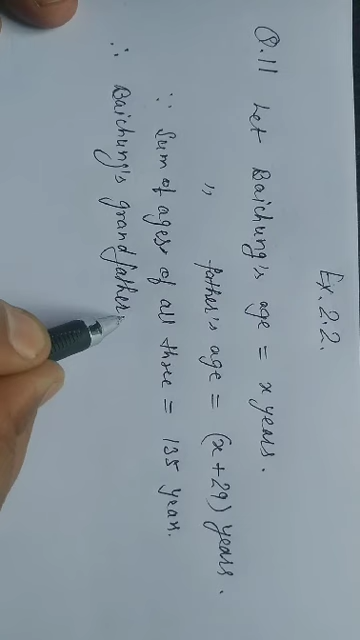 Ex. 2.2.
Q.11 Let Baichung's age = x years.
" father's age = (x + 29) years.
∵ Sum of ages of all three = 135 year.
∴ Baichung's grandfather